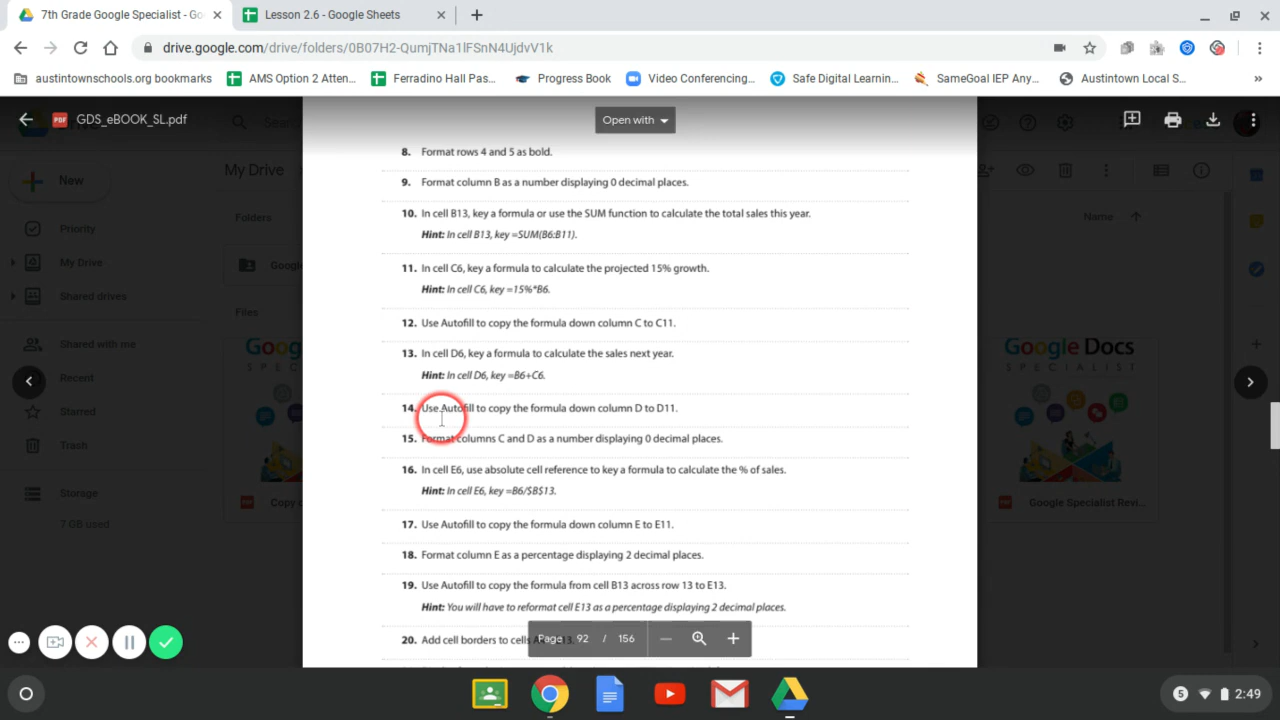 7th Grade Google Specialist - Go
Lesson 2.6 - Google Sheets
drive.google.com/drive/folders/0B07H2-QumjTNa1lFSnN4UjdvV1k
austintownschools.org bookmarks
AMS Option 2 Atten...
Ferradino Hall Pas...
Progress Book
Video Conferencing...
Safe Digital Learnin...
SameGoal IEP Any...
Austintown Local S...
»
PDF GDS_eBOOK_SL.pdf
Open with
New
My Drive
Folders
Name
Priority
My Drive
Shared drives
Files
Shared with me
Recent
Starred
Trash
Storage
7 GB used
Copy
Google Docs
SPECIALIST
Google Specialist Revi...
8. Format rows 4 and 5 as bold.
9. Format column B as a number displaying 0 decimal places.
10. In cell B13, key a formula or use the SUM function to calculate the total sales this year.
Hint: In cell B13, key =SUM(B6:B11).
11. In cell C6, key a formula to calculate the projected 15% growth.
Hint: In cell C6, key =15%*B6.
12. Use Autofill to copy the formula down column C to C11.
13. In cell D6, key a formula to calculate the sales next year.
Hint: In cell D6, key =B6+C6.
14. Use Autofill to copy the formula down column D to D11.
15. Format columns C and D as a number displaying 0 decimal places.
16. In cell E6, use absolute cell reference to key a formula to calculate the % of sales.
Hint: In cell E6, key =B6/$B$13.
17. Use Autofill to copy the formula down column E to E11.
18. Format column E as a percentage displaying 2 decimal places.
19. Use Autofill to copy the formula from cell B13 across row 13 to E13.
Hint: You will have to reformat cell E13 as a percentage displaying 2 decimal places.
20. Add cell borders to cells
Page 92 / 156
5 2:49